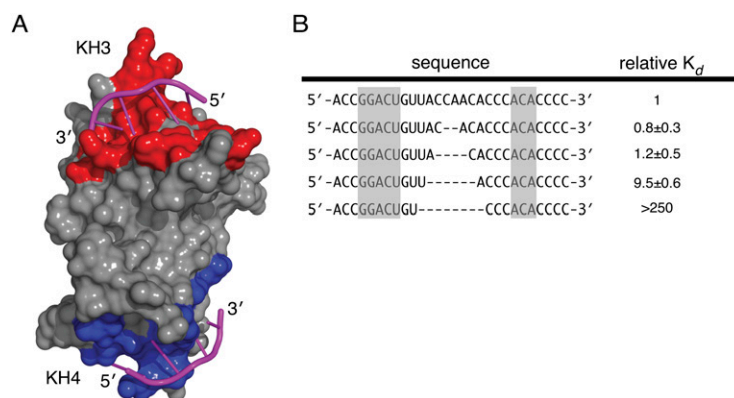 A
KH3
5′
3′
3′
5′
KH4
B
sequence relative K_d
5′-ACCGGACUGUUACCAACACCCACACCCC-3′ 1
5′-ACCGGACUGUUAC--ACACCCACACCCC-3′ 0.8±0.3
5′-ACCGGACUGUUA----CACCCACACCCC-3′ 1.2±0.5
5′-ACCGGACUGUU------ACCCACACCCC-3′ 9.5±0.6
5′-ACCGGACUGU--------CCCACACCCC-3′ >250